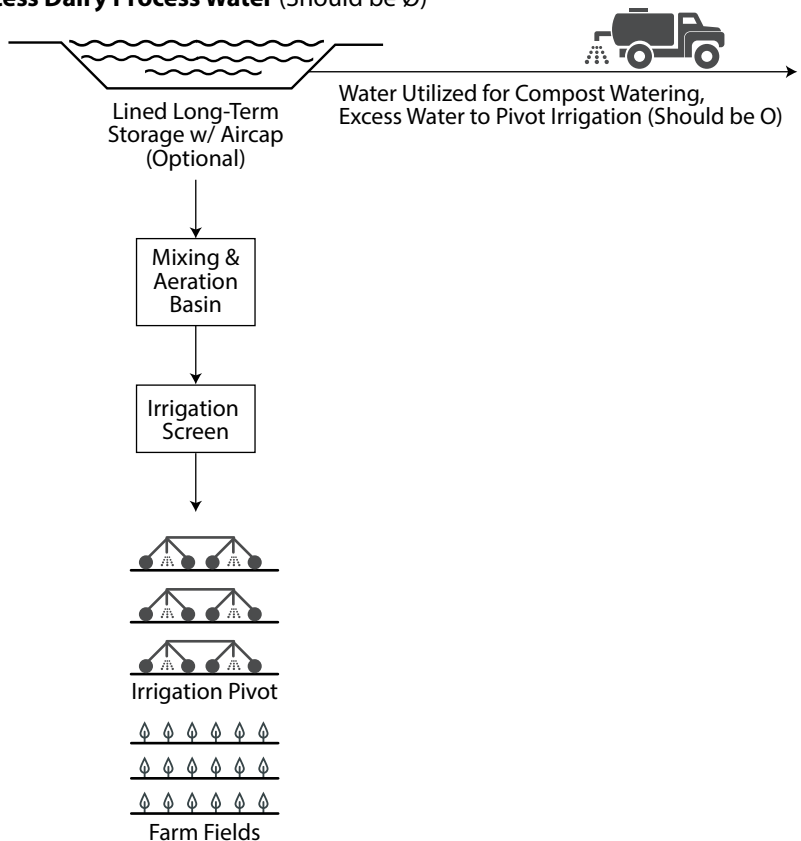 Dairy Process Water (Should be Ø)
Water Utilized for Compost Watering,
Excess Water to Pivot Irrigation (Should be O)
Lined Long-Term
Storage w/ Aircap
(Optional)
Mixing &
Aeration
Basin
Irrigation
Screen
Irrigation Pivot
Farm Fields